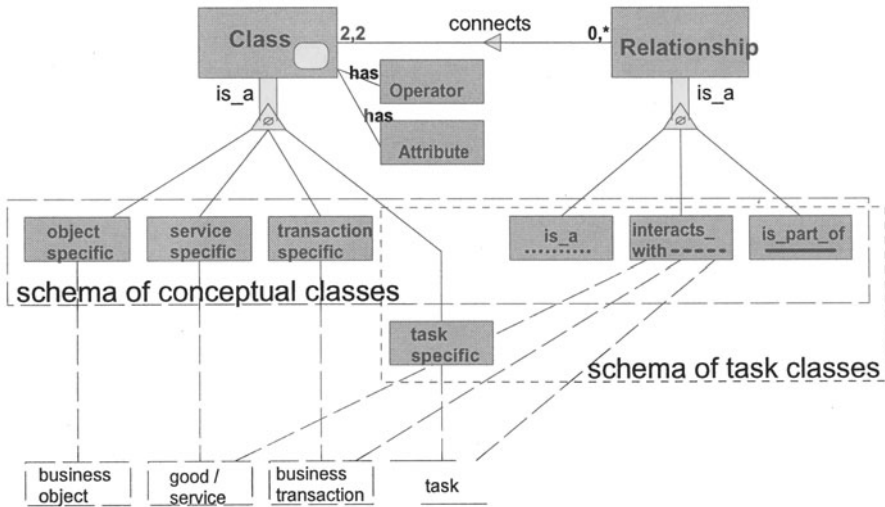 Class
2,2
connects
0,*
Relationship
has
Operator
is_a
is_a
has
Attribute
ø
ø
object
specific
service
specific
transaction
specific
is_a
interacts_
with
is_part_of
schema of conceptual classes
task
specific
schema of task classes
business
object
good /
service
business
transaction
task